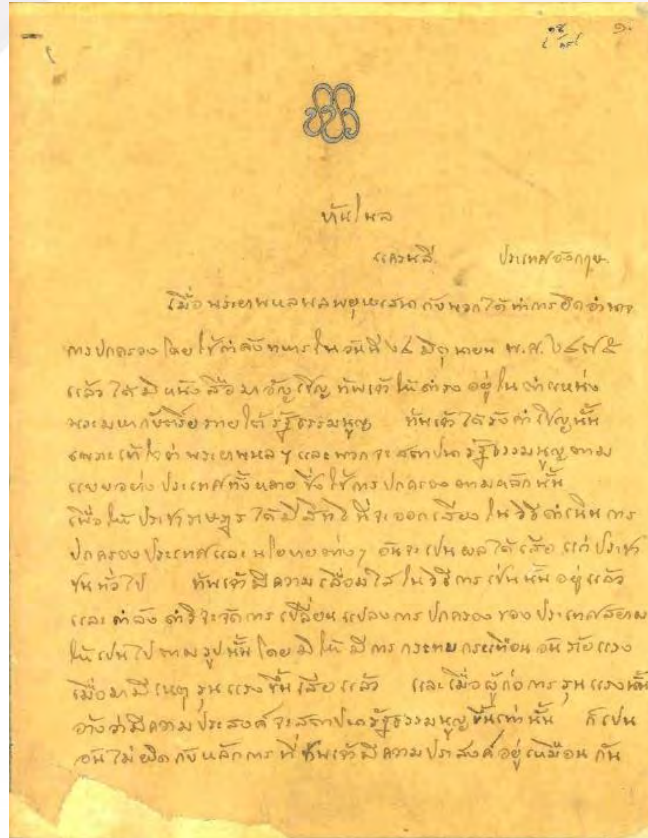 ๑
บ้านโนล
แครนลี ประเทศอังกฤษ
เมื่อพระยาพหลพลพยุหเสนากับพวกได้ทำการยึดอำนาจ
การปกครองโดยใช้กำลังทหารในวันที่ ๒๔ มิถุนายน พ.ศ. ๒๔๗๕
แล้ว ได้มีหนังสือมาอัญเชิญข้าพเจ้าให้ดำรงอยู่ในตำแหน่ง
พระมหากษัตริย์ภายใต้รัฐธรรมนูญ ข้าพเจ้าได้รับคำเชิญนั้น
เพราะเข้าใจว่าพระยาพหลฯ และพวกจะสถาปนารัฐธรรมนูญตาม
แบบอย่างประเทศทั้งหลายซึ่งใช้การปกครองตามหลักนั้น
เพื่อให้ประชาราษฎรได้มีสิทธิที่จะออกเสียงในวิธีดำเนินการ
ปกครองประเทศและนโยบายต่างๆ อันจะเป็นผลได้เสียแก่ประชา
ชนทั่วไป ข้าพเจ้ามีความเลื่อมใสในวิธีการเช่นนั้นอยู่แล้ว
และกำลังดำริจะจัดการเปลี่ยนแปลงการปกครองของประเทศสยาม
ให้เป็นไปตามรูปนั้นโดยมิให้มีการกระทบกระเทือนอันร้ายแรง
เมื่อมามีเหตุรุนแรงขึ้นเสียแล้ว และเมื่อผู้ก่อการรุนแรงนั้น
อ้างว่ามีความประสงค์จะสถาปนารัฐธรรมนูญขึ้นเท่านั้น ก็เป็น
อันไม่ผิดกับหลักการที่ข้าพเจ้ามีความประสงค์อยู่เหมือนกัน